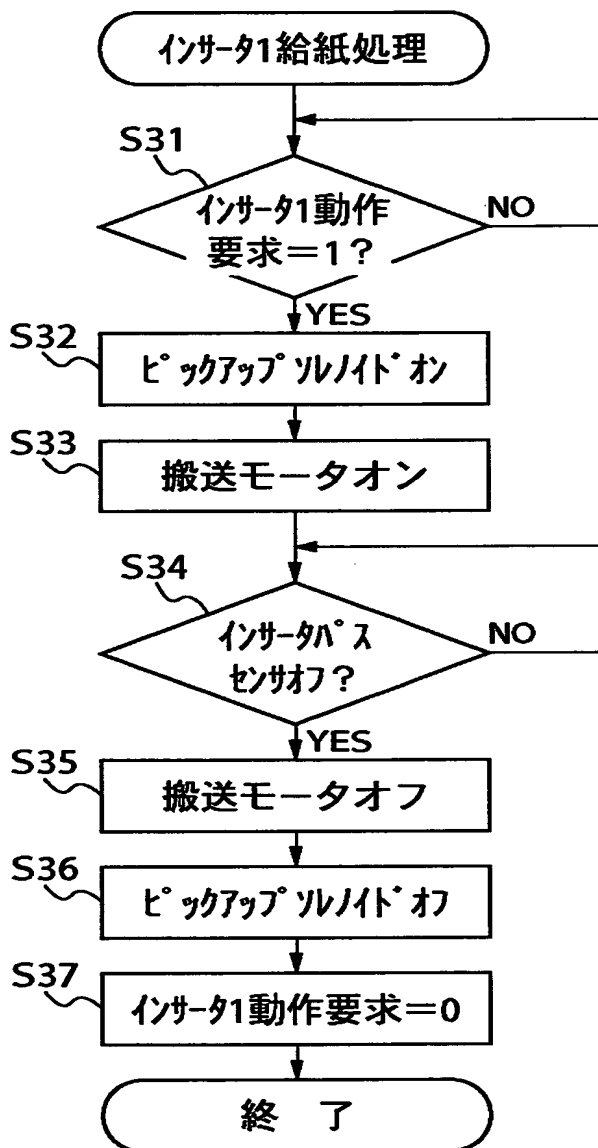 インサータ1給紙処理
S31
インサータ1動作
要求＝1？
NO
YES
S32
ピックアップソレノイドオン
S33
搬送モータオン
S34
インサータパス
センサオフ？
NO
YES
S35
搬送モータオフ
S36
ピックアップソレノイドオフ
S37
インサータ1動作要求＝0
終 了